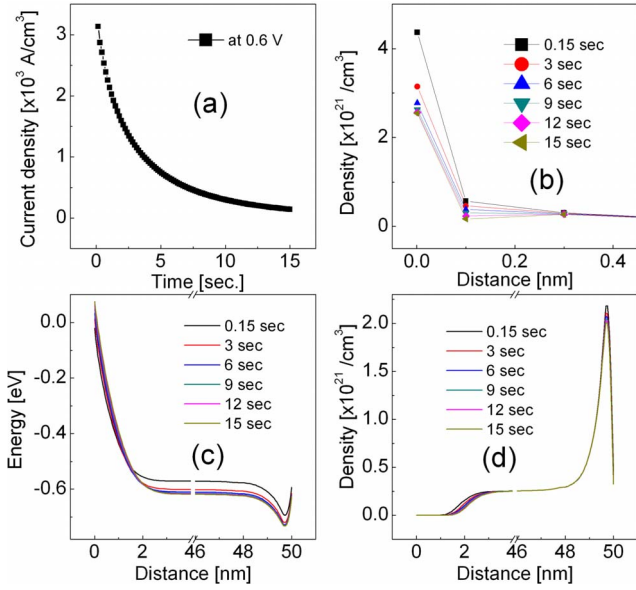 3
2
1
0
Current density [x10³ A/cm³]
at 0.6 V
(a)
0
5
10
15
Time [sec.]
4
2
0
Density [x10²¹ /cm³]
0.15 sec
3 sec
6 sec
9 sec
12 sec
15 sec
(b)
0.0
0.2
0.4
Distance [nm]
0.0
-0.2
-0.4
-0.6
Energy [eV]
0.15 sec
3 sec
6 sec
9 sec
12 sec
15 sec
(c)
0
2
46
48
50
Distance [nm]
2.0
1.5
1.0
0.5
0.0
Density [x10²¹ /cm³]
0.15 sec
3 sec
6 sec
9 sec
12 sec
15 sec
(d)
0
2
46
48
50
Distance [nm]